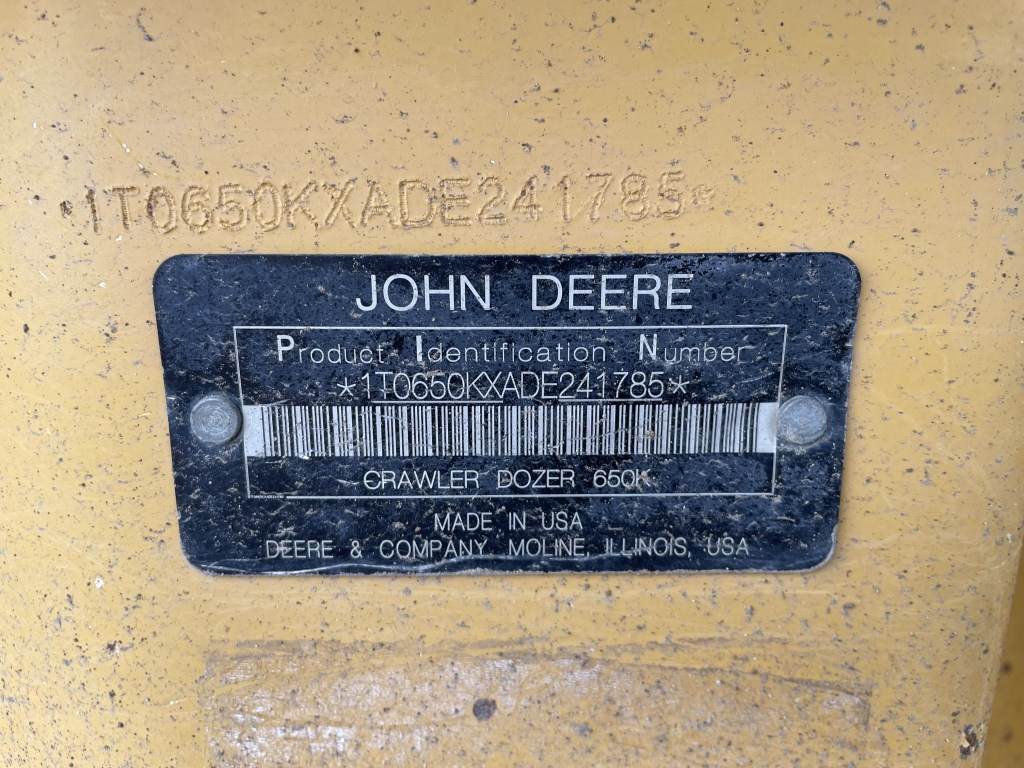 *1T0650KXADE241785*
JOHN DEERE
Product Identification Number
*1T0650KXADE241785*
CRAWLER DOZER 650K
MADE IN USA
DEERE & COMPANY MOLINE, ILLINOIS, USA